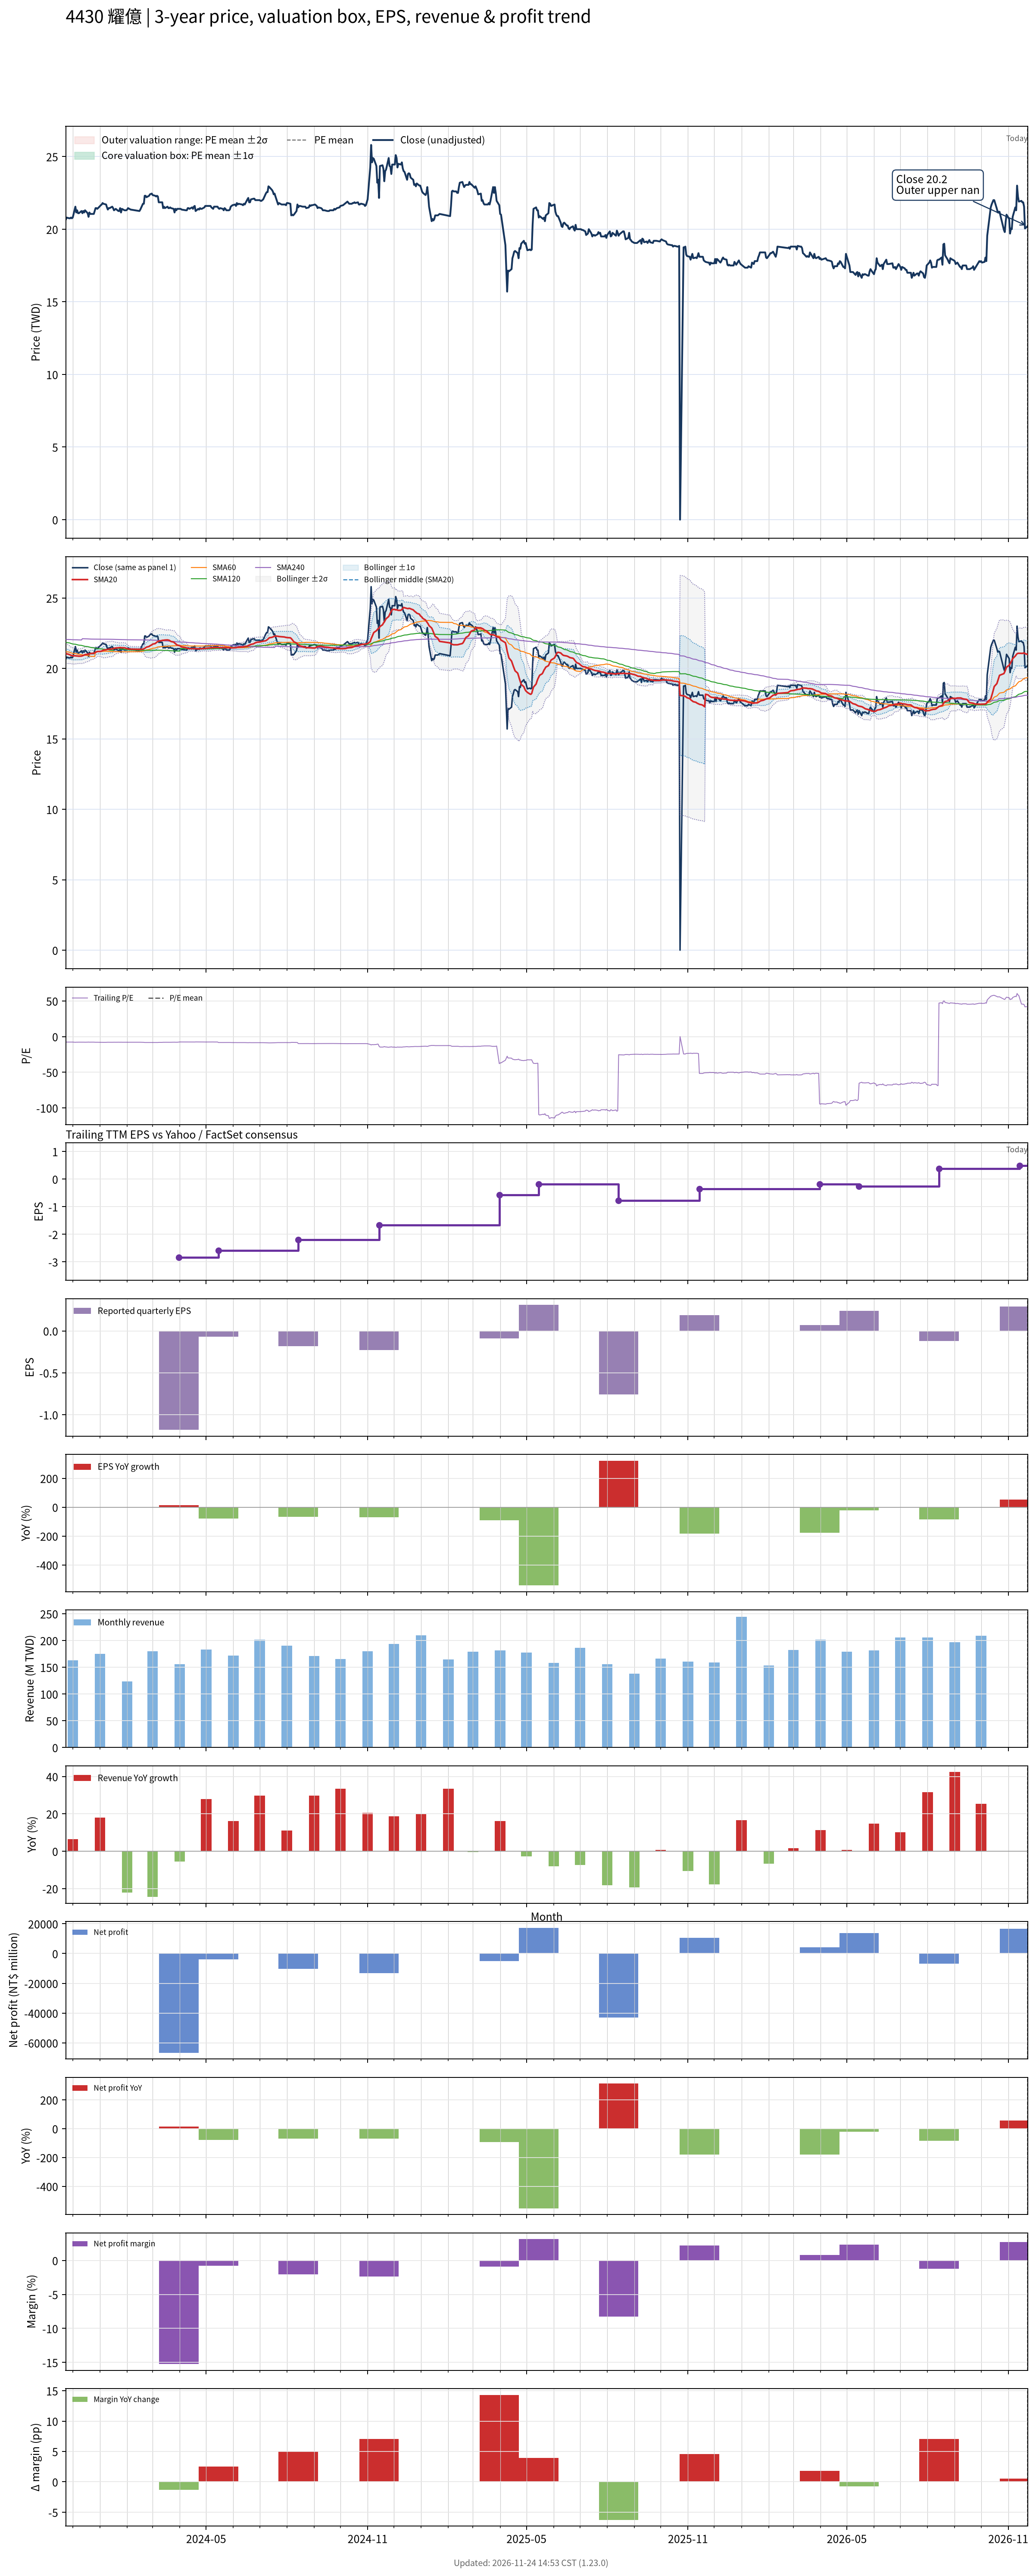 4430 耀億 | 3-year price, valuation box, EPS, revenue & profit trend
Outer valuation range: PE mean ±2σ
PE mean
Close (unadjusted)
Core valuation box: PE mean ±1σ
Today
Close 20.2
Outer upper nan
Price (TWD)
25
20
15
10
5
0
Close (same as panel 1)
SMA20
SMA60
SMA120
SMA240
Bollinger ±2σ
Bollinger ±1σ
Bollinger middle (SMA20)
Price
25
20
15
10
5
0
Trailing P/E
P/E mean
P/E
50
0
-50
-100
Trailing TTM EPS vs Yahoo / FactSet consensus
Today
EPS
1
0
-1
-2
-3
Reported quarterly EPS
EPS
0.0
-0.5
-1.0
EPS YoY growth
YoY (%)
200
0
-200
-400
Monthly revenue
Revenue (M TWD)
250
200
150
100
50
0
Revenue YoY growth
YoY (%)
40
20
0
-20
Month
Net profit
Net profit (NT$ million)
20000
0
-20000
-40000
-60000
Net profit YoY
YoY (%)
200
0
-200
-400
Net profit margin
Margin (%)
0
-5
-10
-15
Margin YoY change
Δ margin (pp)
15
10
5
0
-5
2024-05
2024-11
2025-05
2025-11
2026-05
2026-11
Updated: 2026-11-24 14:53 CST (1.23.0)